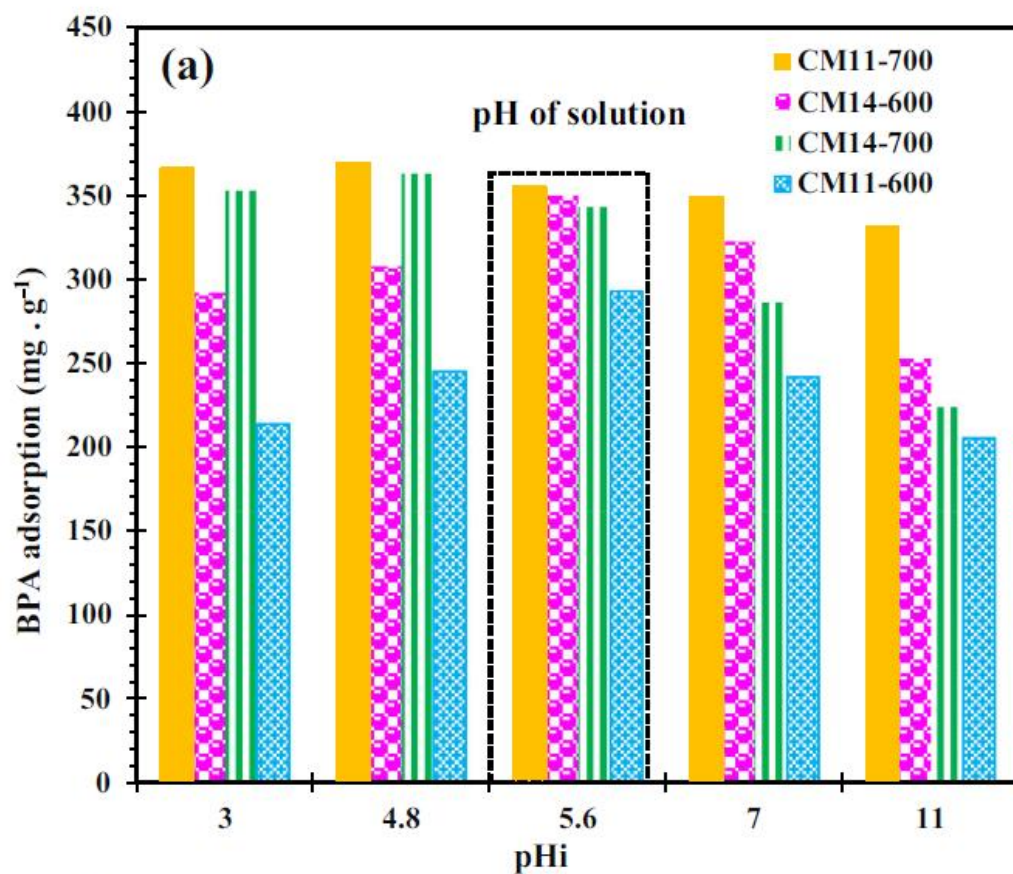 (a)
CM11-700
CM14-600
CM14-700
CM11-600
pH of solution
BPA adsorption (mg . g⁻¹)
450
400
350
300
250
200
150
100
50
0
3 4.8 5.6 7 11
pHi